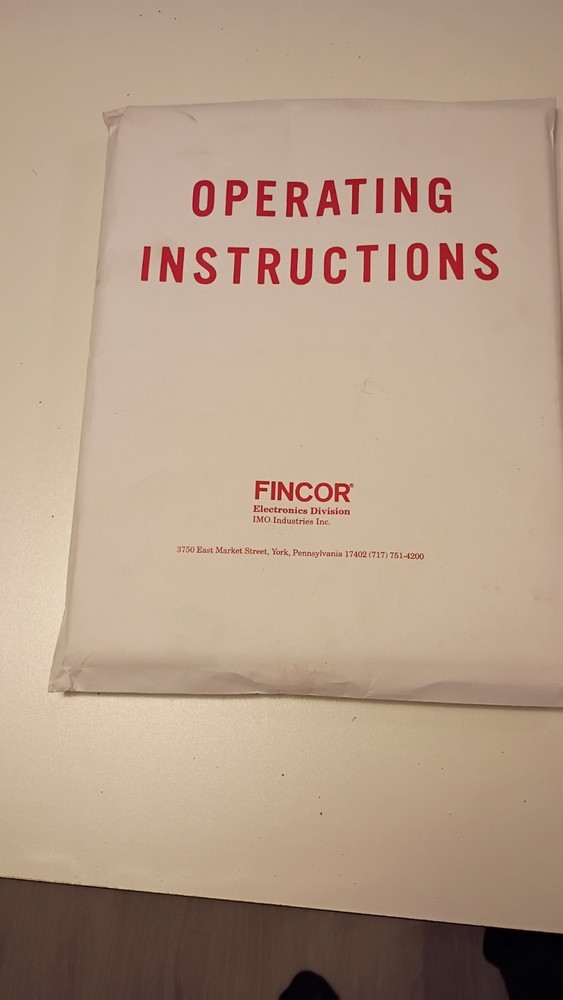 OPERATING
INSTRUCTIONS
FINCOR®
Electronics Division
IMO Industries Inc.
3750 East Market Street, York, Pennsylvania 17402 (717) 751-4200